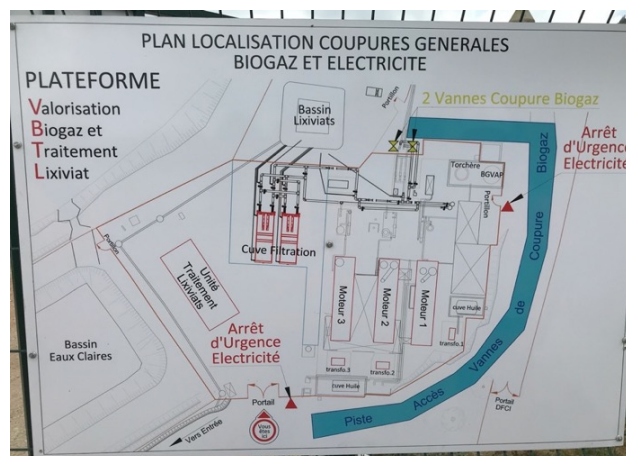 PLAN LOCALISATION COUPURES GENERALES
BIOGAZ ET ELECTRICITE
PLATEFORME
Valorisation
Biogaz et
Traitement
Lixiviat
Bassin
Lixiviats
Portillon
2 Vannes Coupure Biogaz
Arrêt
d'Urgence
Electricité
Torchère
BGVAP
Portillon
Portillon
Cuve Filtration
Unité
Traitement
Lixiviats
Moteur 3
Moteur 2
Moteur 1
cuve Huile
transfo.1
transfo.2
transfo.3
cuve Huile
Bassin
Eaux Claires
Arrêt
d'Urgence
Electricité
Portail
Vous
êtes
ici
Vers Entrée
Piste Accès Vannes de Coupure Biogaz
Portail
DFCI